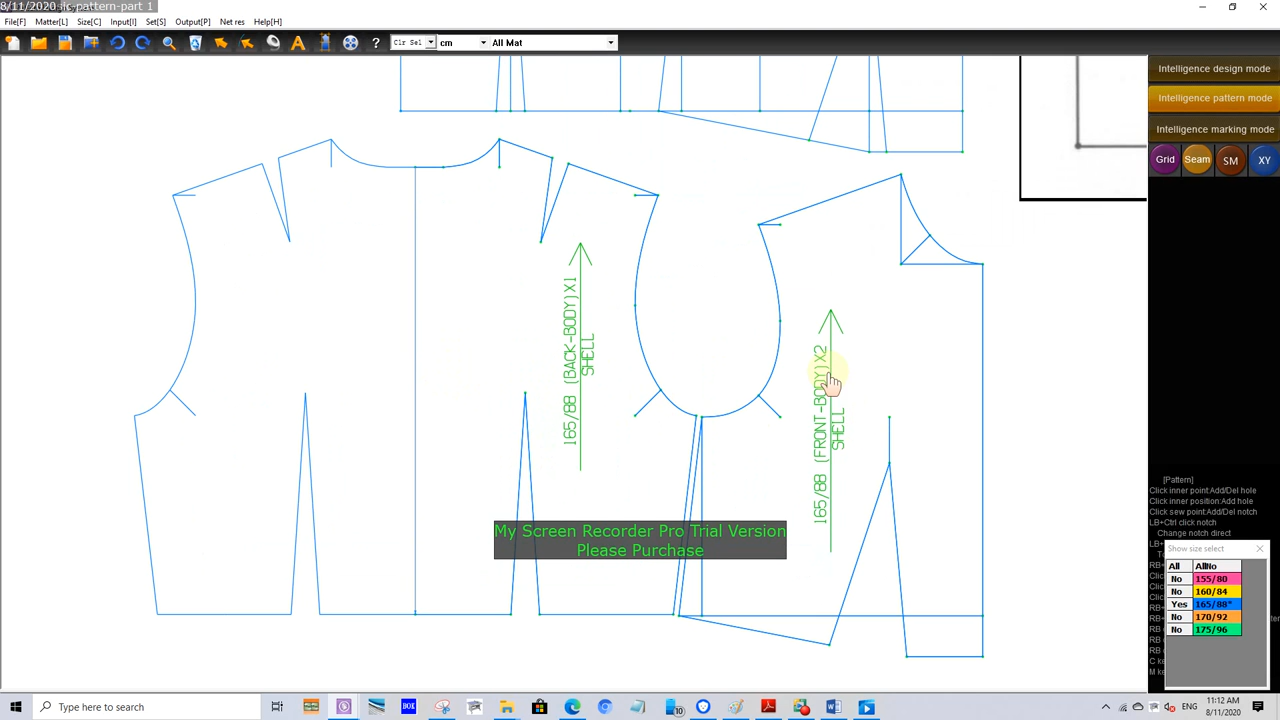 8/11/2020 slc-pattern-part 1
File[F] Matter[L] Size[C] Input[I] Set[S] Output[P] Net res Help[H]
Clr Sel cm All Mat
Intelligence design mode
Intelligence pattern mode
Intelligence marking mode
Grid Seam SM XY
165/88 (BACK-BODY)X1
SHELL
165/88 (FRONT-BODY)X2
SHELL
My Screen Recorder Pro Trial Version
Please Purchase
[Pattern]
Click inner point:Add/Del hole
Click inner position:Add hole
Click sew point:Add/Del notch
LB+Ctrl click notch
Change notch direct
Show size select
All AllNo
No 155/80
No 160/84
Yes 165/88*
No 170/92
No 175/96
Type here to search
ENG
11:12 AM
8/11/2020